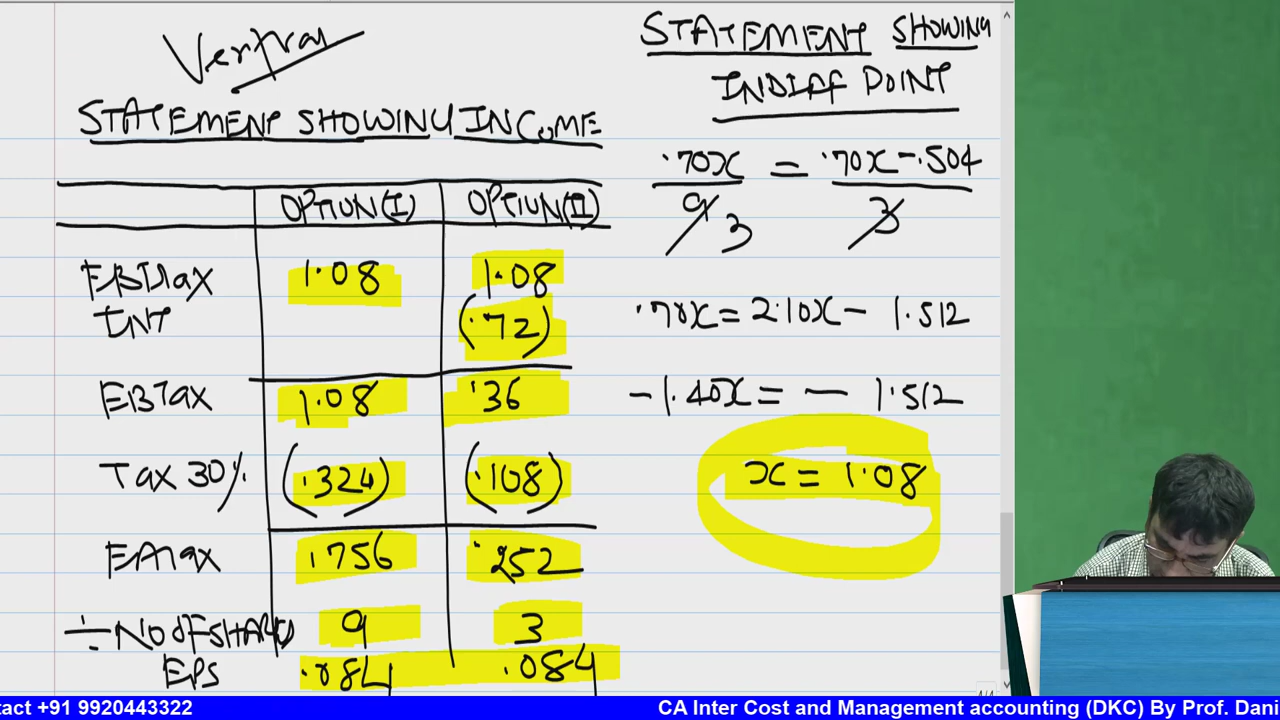 STATEMENT SHOWING INCOME
OPTION(I) OPTION(II)
EBITax 1.08 1.08
INT (.72)
EBTax 1.08 .36
Tax 30% (.324) (.108)
EATax .756 .252
÷ NO OF SHARES 9 3
EPS .084 .084
STATEMENT SHOWING
INDIFF POINT
.70x = .70x-.504
9 3 3
.70x = 2.10x - 1.512
-1.40x = - 1.512
x = 1.08
tact +91 9920443322 CA Inter Cost and Management accounting (DKC) By Prof. Dani